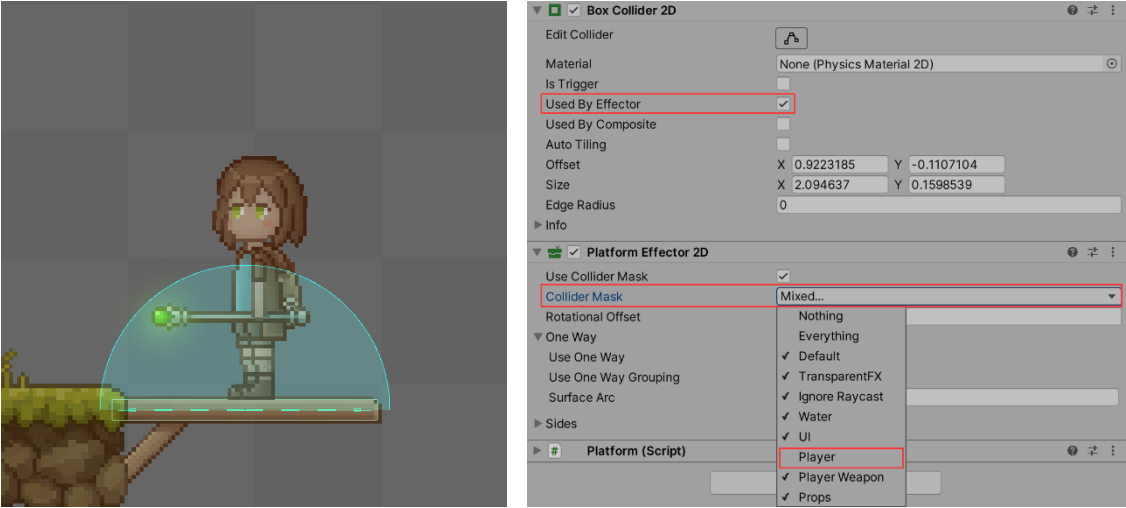 Box Collider 2D
Edit Collider
Material None (Physics Material 2D)
Is Trigger
Used By Effector
Used By Composite
Auto Tiling
Offset X 0.9223185 Y -0.1107104
Size X 2.094637 Y 0.1598539
Edge Radius 0
Info
Platform Effector 2D
Use Collider Mask
Collider Mask Mixed...
Nothing
Rotational Offset
Everything
One Way
Use One Way Default
Use One Way Grouping TransparentFX
Surface Arc Ignore Raycast
Water
Sides
UI
# Platform (Script) Player
Player Weapon
Props